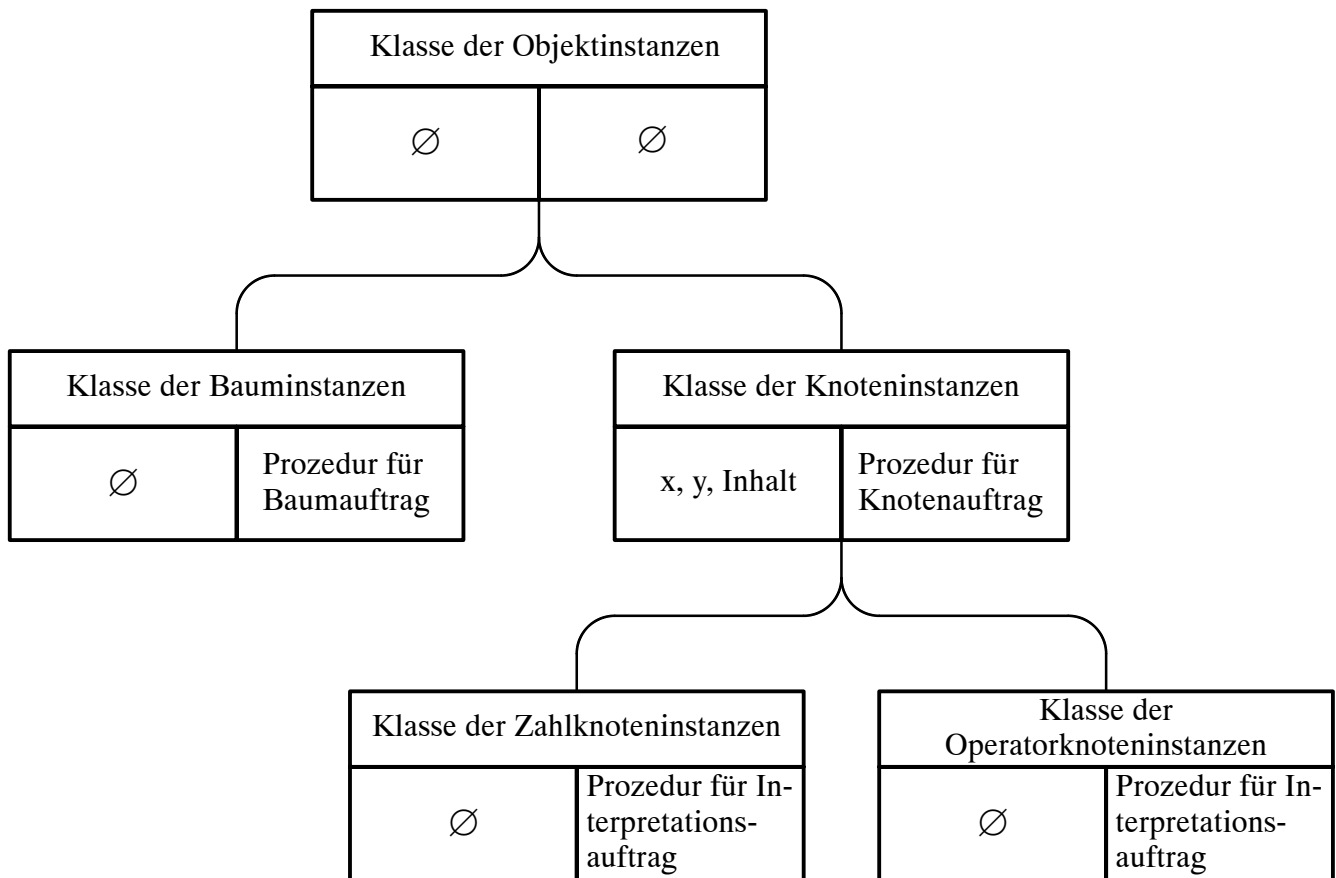 Klasse der Objektinstanzen
∅ ∅
Klasse der Bauminstanzen
∅
Prozedur für
Baumauftrag
Klasse der Knoteninstanzen
x, y, Inhalt
Prozedur für
Knotenauftrag
Klasse der Zahlknoteninstanzen
∅
Prozedur für In-
terpretations-
auftrag
Klasse der
Operatorknoteninstanzen
∅
Prozedur für In-
terpretations-
auftrag